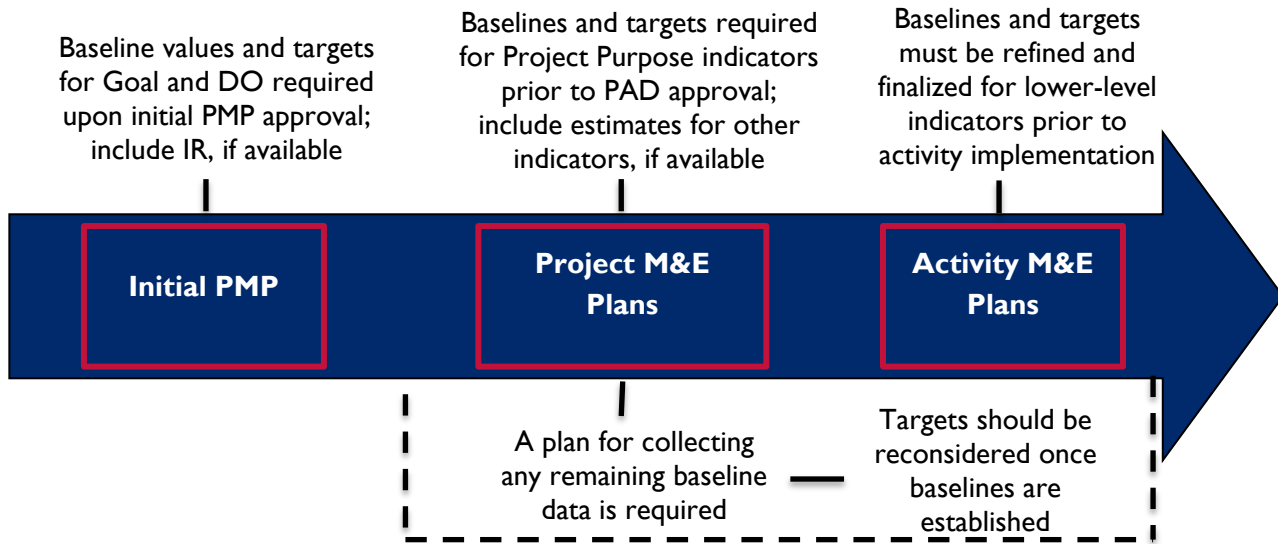 Baseline values and targets
for Goal and DO required
upon initial PMP approval;
include IR, if available
Baselines and targets required
for Project Purpose indicators
prior to PAD approval;
include estimates for other
indicators, if available
Baselines and targets
must be refined and
finalized for lower-level
indicators prior to
activity implementation
Initial PMP
Project M&E
Plans
Activity M&E
Plans
A plan for collecting
any remaining baseline
data is required
Targets should be
reconsidered once
baselines are
established